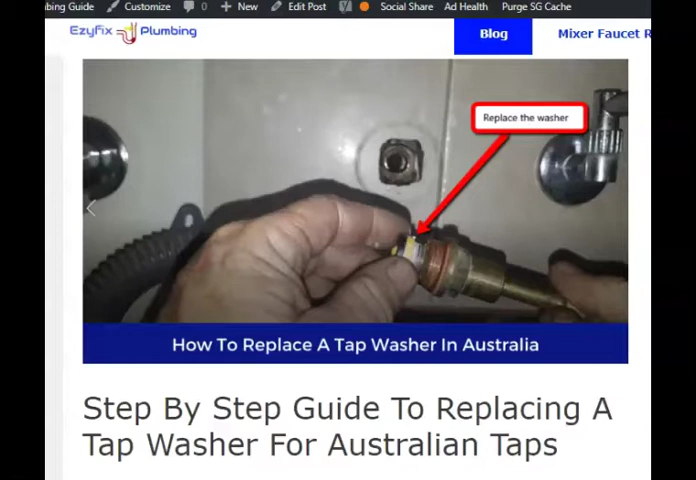 bing Guide Customize 0 New Edit Post Social Share Ad Health Purge SG Cache
Ezyfix Plumbing Blog Mixer Faucet R
Replace the washer
How To Replace A Tap Washer In Australia
Step By Step Guide To Replacing A
Tap Washer For Australian Taps